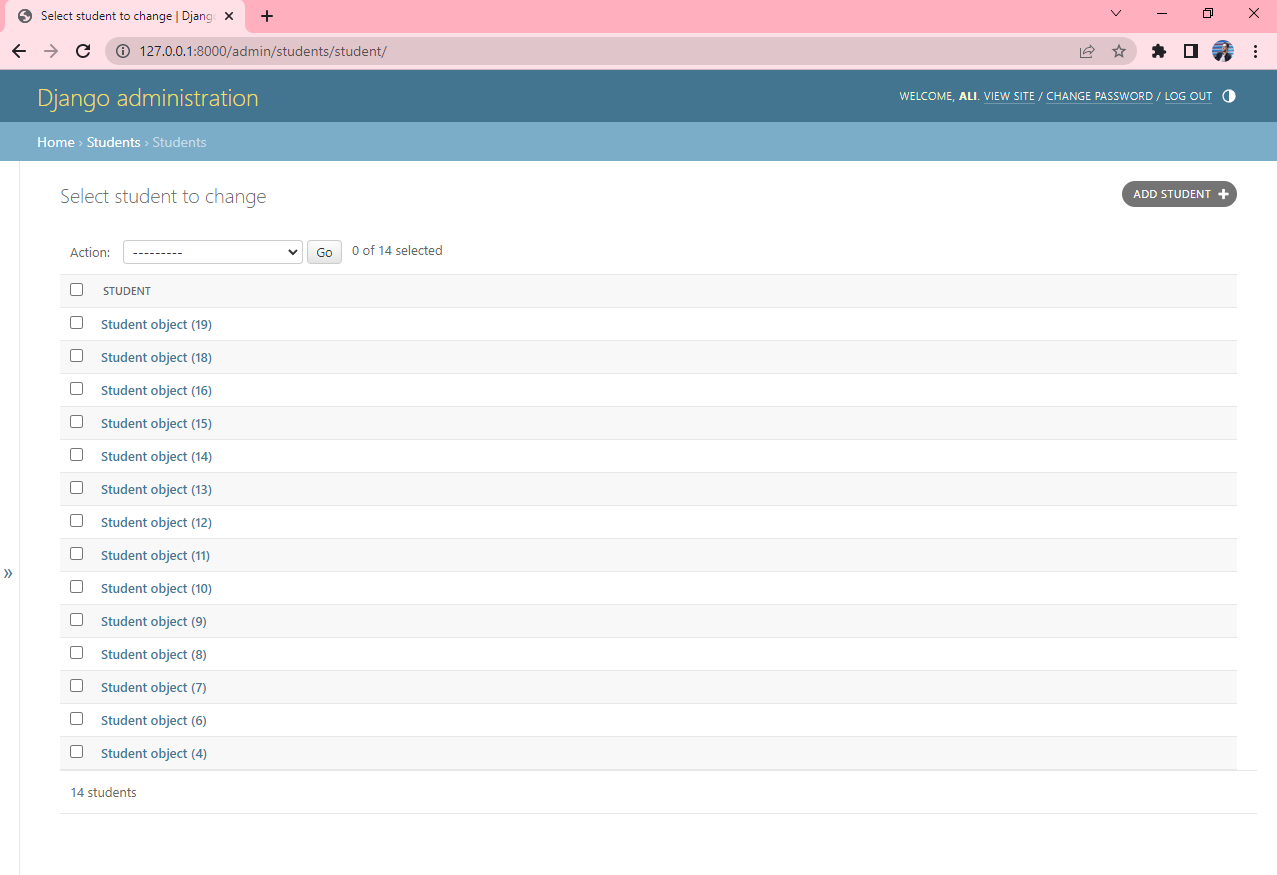 Select student to change | Djang
127.0.0.1:8000/admin/students/student/
Django administration
WELCOME, ALI. VIEW SITE / CHANGE PASSWORD / LOG OUT
Home › Students › Students
Select student to change
ADD STUDENT +
Action: --------- Go 0 of 14 selected
STUDENT
Student object (19)
Student object (18)
Student object (16)
Student object (15)
Student object (14)
Student object (13)
Student object (12)
Student object (11)
Student object (10)
Student object (9)
Student object (8)
Student object (7)
Student object (6)
Student object (4)
»
14 students